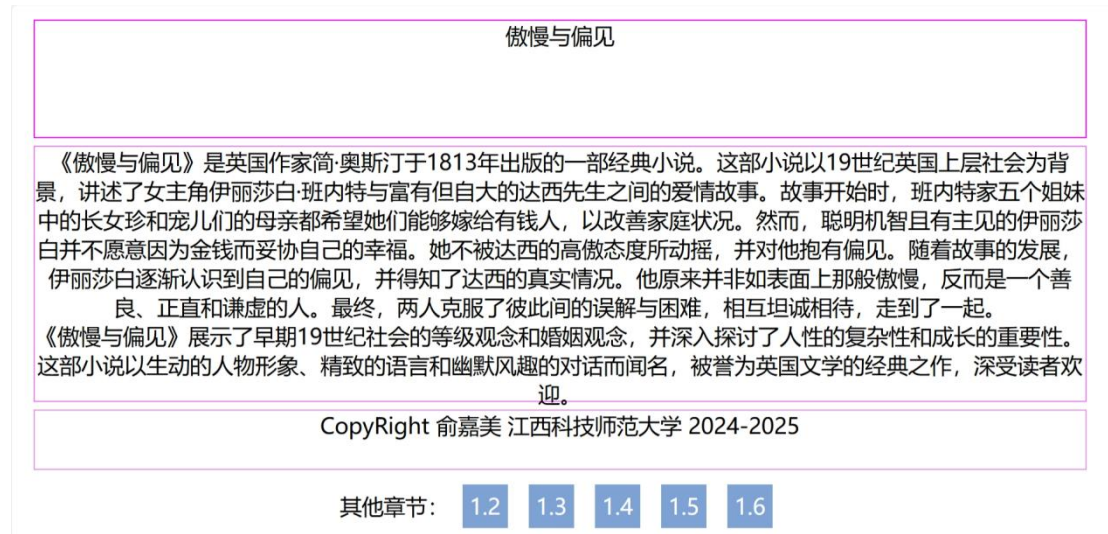 傲慢与偏见
《傲慢与偏见》是英国作家简·奥斯汀于1813年出版的一部经典小说。这部小说以19世纪英国上层社会为背
景，讲述了女主角伊丽莎白·班内特与富有但自大的达西先生之间的爱情故事。故事开始时，班内特家五个姐妹
中的长女珍和宠儿们的母亲都希望她们能够嫁给有钱人，以改善家庭状况。然而，聪明机智且有主见的伊丽莎
白并不愿意因为金钱而妥协自己的幸福。她不被达西的高傲态度所动摇，并对他抱有偏见。随着故事的发展，
伊丽莎白逐渐认识到自己的偏见，并得知了达西的真实情况。他原来并非如表面上那般傲慢，反而是一个善
良、正直和谦虚的人。最终，两人克服了彼此间的误解与困难，相互坦诚相待，走到了一起。
《傲慢与偏见》展示了早期19世纪社会的等级观念和婚姻观念，并深入探讨了人性的复杂性和成长的重要性。
这部小说以生动的人物形象、精致的语言和幽默风趣的对话而闻名，被誉为英国文学的经典之作，深受读者欢
迎。
CopyRight 俞嘉美 江西科技师范大学 2024-2025
其他章节： 1.2 1.3 1.4 1.5 1.6